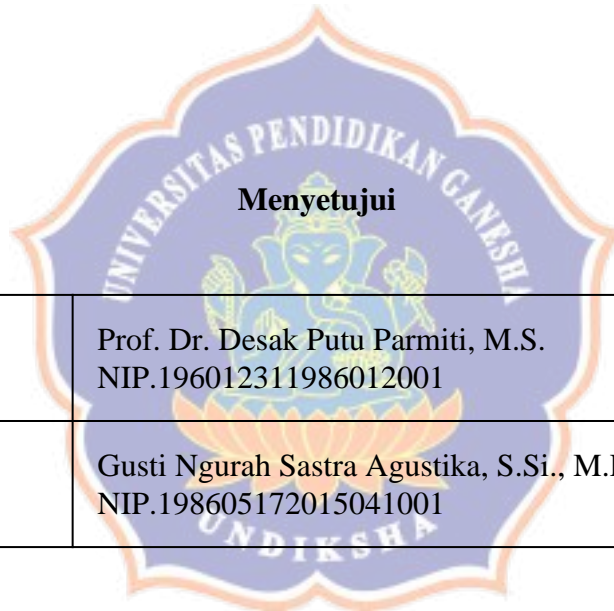 UNIVERSITAS PENDIDIKAN GANESHA
Menyetujui
Prof. Dr. Desak Putu Parmiti, M.S.
NIP.196012311986012001
Gusti Ngurah Sastra Agustika, S.Si.,
NIP.198605172015041001
UNDIKSHA